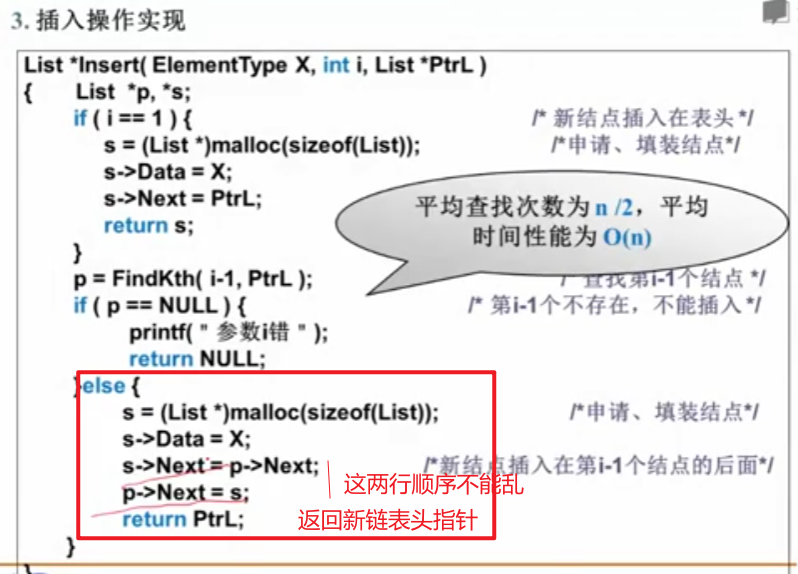 3. 插入操作实现
List *Insert( ElementType X, int i, List *PtrL )
{ List *p, *s;
if ( i == 1 ) { /* 新结点插入在表头 */
s = (List *)malloc(sizeof(List)); /*申请、填装结点*/
s->Data = X;
s->Next = PtrL;
return s;
}
平均查找次数为 n /2，平均
时间性能为 O(n)
p = FindKth( i-1, PtrL ); /* 查找第i-1个结点 */
if ( p == NULL ) { /* 第i-1个不存在，不能插入 */
printf( " 参数i错 " );
return NULL;
}else {
s = (List *)malloc(sizeof(List)); /*申请、填装结点*/
s->Data = X;
s->Next = p->Next; /*新结点插入在第i-1个结点的后面*/
p->Next = s; 这两行顺序不能乱
return PtrL; 返回新链表头指针
}
}